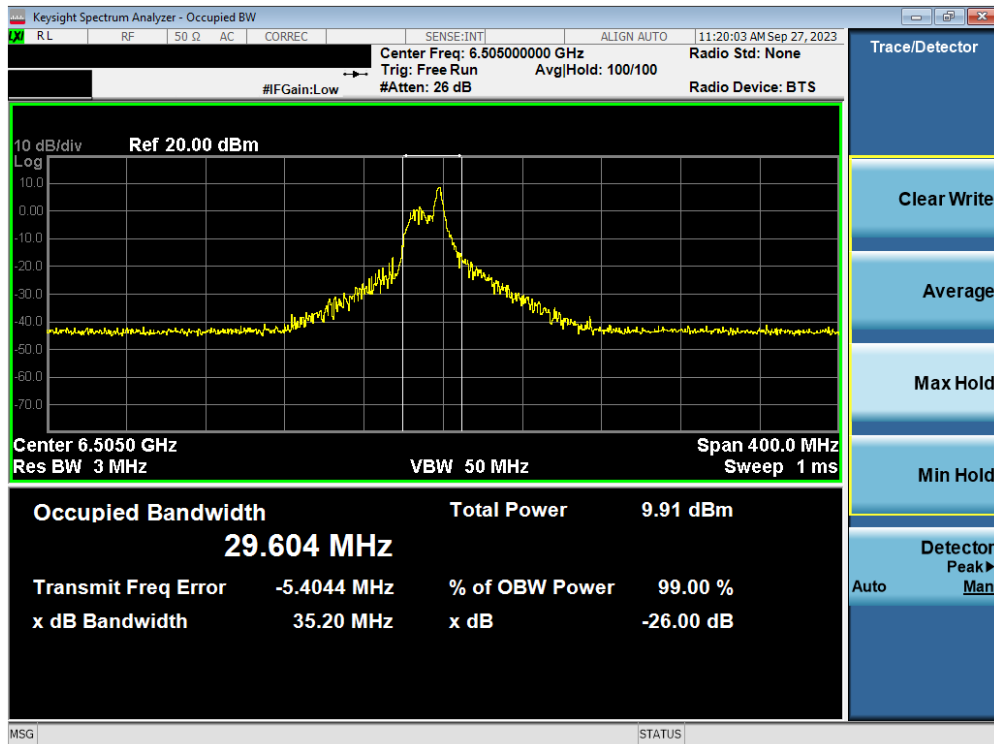 Keysight Spectrum Analyzer - Occupied BW
LXI RL RF 50 Ω AC CORREC SENSE:INT ALIGN AUTO 11:20:03 AM Sep 27, 2023
Center Freq: 6.505000000 GHz Radio Std: None
Trig: Free Run Avg|Hold: 100/100
#IFGain:Low #Atten: 26 dB Radio Device: BTS
10 dB/div Ref 20.00 dBm
Log
10.0
0.00
-10.0
-20.0
-30.0
-40.0
-50.0
-60.0
-70.0
Center 6.5050 GHz Span 400.0 MHz
Res BW 3 MHz VBW 50 MHz Sweep 1 ms
Occupied Bandwidth Total Power 9.91 dBm
29.604 MHz
Transmit Freq Error -5.4044 MHz % of OBW Power 99.00 %
x dB Bandwidth 35.20 MHz x dB -26.00 dB
MSG STATUS
Trace/Detector
Clear Write
Average
Max Hold
Min Hold
Detector
Peak▶
Auto Man